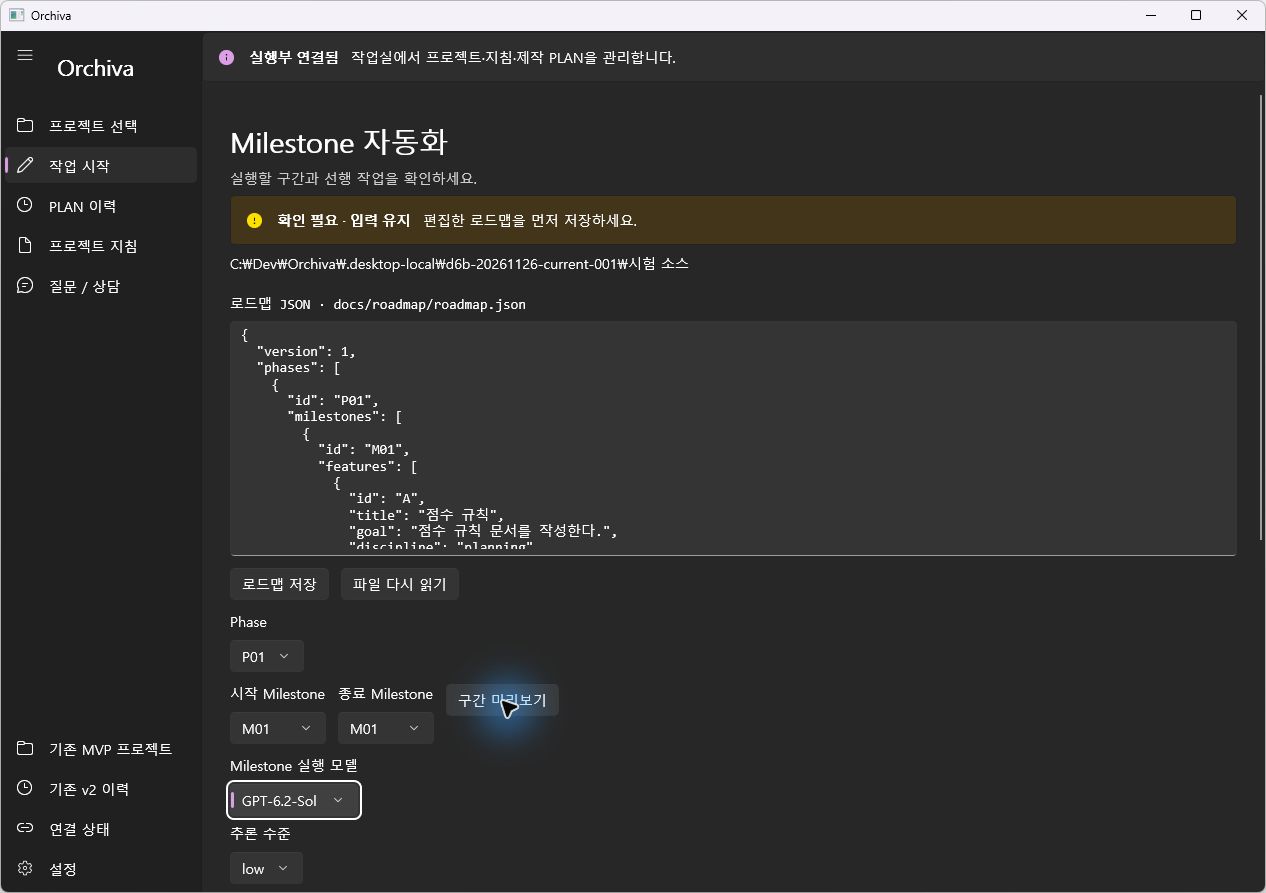 Orchiva
Orchiva
프로젝트 선택
작업 시작
PLAN 이력
프로젝트 지침
질문 / 상담
기존 MVP 프로젝트
기존 v2 이력
연결 상태
설정
실행부 연결됨 작업실에서 프로젝트·지침·제작 PLAN을 관리합니다.
Milestone 자동화
실행할 구간과 선행 작업을 확인하세요.
확인 필요 · 입력 유지 편집한 로드맵을 먼저 저장하세요.
C:₩Dev₩Orchiva₩.desktop-local₩d6b-20261126-current-001₩시험 소스
로드맵 JSON · docs/roadmap/roadmap.json
{
"version": 1,
"phases": [
{
"id": "P01",
"milestones": [
{
"id": "M01",
"features": [
{
"id": "A",
"title": "점수 규칙",
"goal": "점수 규칙 문서를 작성한다.",
"discipline": "planning"
로드맵 저장 파일 다시 읽기
Phase
P01
시작 Milestone 종료 Milestone 구간 미리보기
M01 M01
Milestone 실행 모델
GPT-6.2-Sol
추론 수준
low